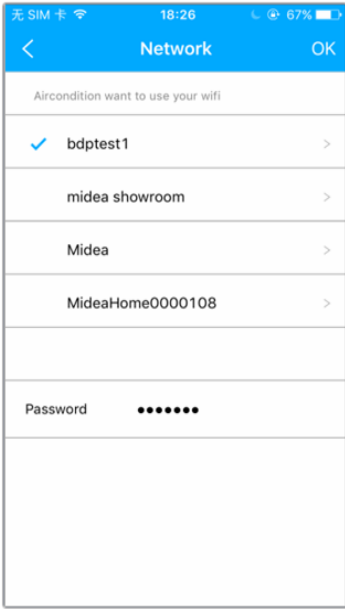 无 SIM 卡 18:26 67%
Network OK
Aircondition want to use your wifi
bdptest1
midea showroom
Midea
MideaHome0000108
Password •••••••